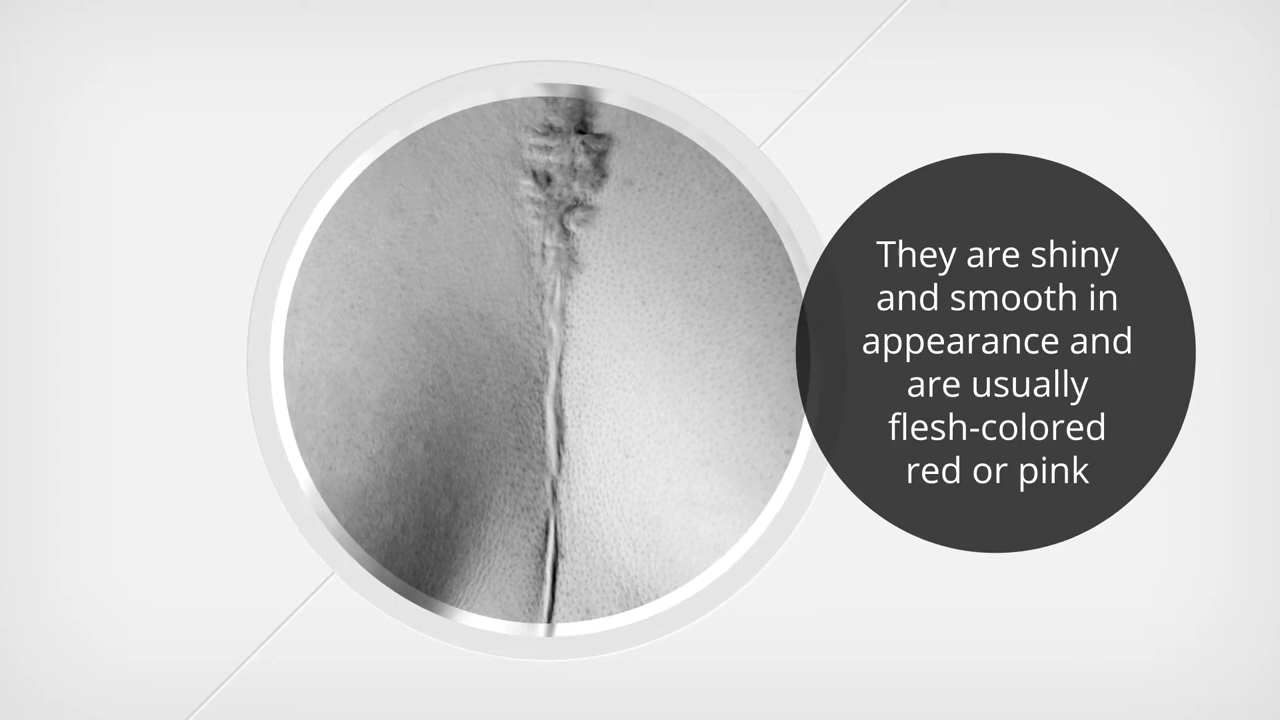 They are shiny
and smooth in
appearance and
are usually
flesh-colored
red or pink